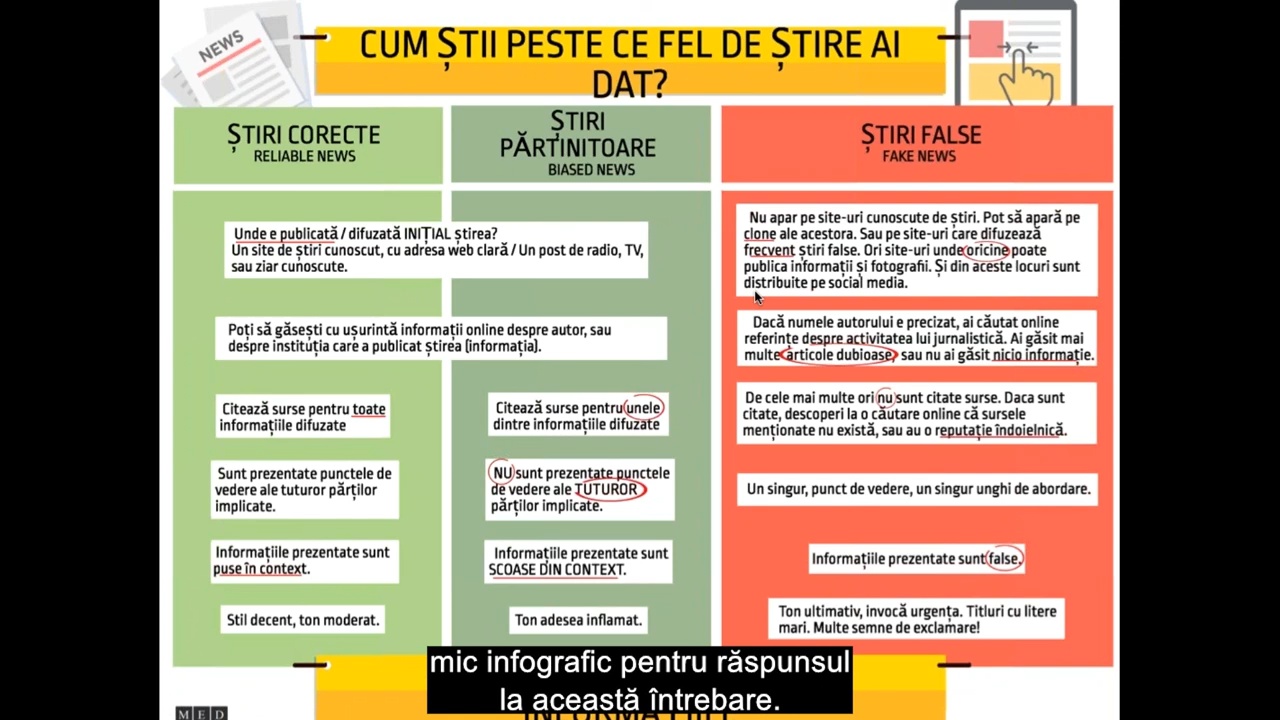 NEWS
CUM ȘTII PESTE CE FEL DE ȘTIRE AI
DAT?
ȘTIRI CORECTE
RELIABLE NEWS
ȘTIRI
PĂRTINITOARE
BIASED NEWS
ȘTIRI FALSE
FAKE NEWS
Unde e publicată / difuzată INIȚIAL știrea?
Un site de știri cunoscut, cu adresa web clară / Un post de radio, TV,
sau ziar cunoscute.
Nu apar pe site-uri cunoscute de știri. Pot să apară pe
clone ale acestora. Sau pe site-uri care difuzează
frecvent știri false. Ori site-uri unde oricine poate
publica informații și fotografii. Și din aceste locuri sunt
distribuite pe social media.
Poți să găsești cu ușurință informații online despre autor, sau
despre instituția care a publicat știrea (informația).
Dacă numele autorului e precizat, ai căutat online
referințe despre activitatea lui jurnalistică. Ai găsit mai
multe articole dubioase, sau nu ai găsit nicio informație.
Citează surse pentru toate
informațiile difuzate
Citează surse pentru unele
dintre informațiile difuzate
De cele mai multe ori nu sunt citate surse. Daca sunt
citate, descoperi la o căutare online că sursele
menționate nu există, sau au o reputație îndoielnică.
Sunt prezentate punctele de
vedere ale tuturor părților
implicate.
NU sunt prezentate punctele
de vedere ale TUTUROR
părților implicate.
Un singur, punct de vedere, un singur unghi de abordare.
Informațiile prezentate sunt
puse în context.
Informațiile prezentate sunt
SCOASE DIN CONTEXT.
Informațiile prezentate sunt false.
Stil decent, ton moderat.
Ton adesea inflamat.
Ton ultimativ, invocă urgența. Titluri cu litere
mari. Multe semne de exclamare!
mic infografic pentru răspunsul
la această întrebare.
MED